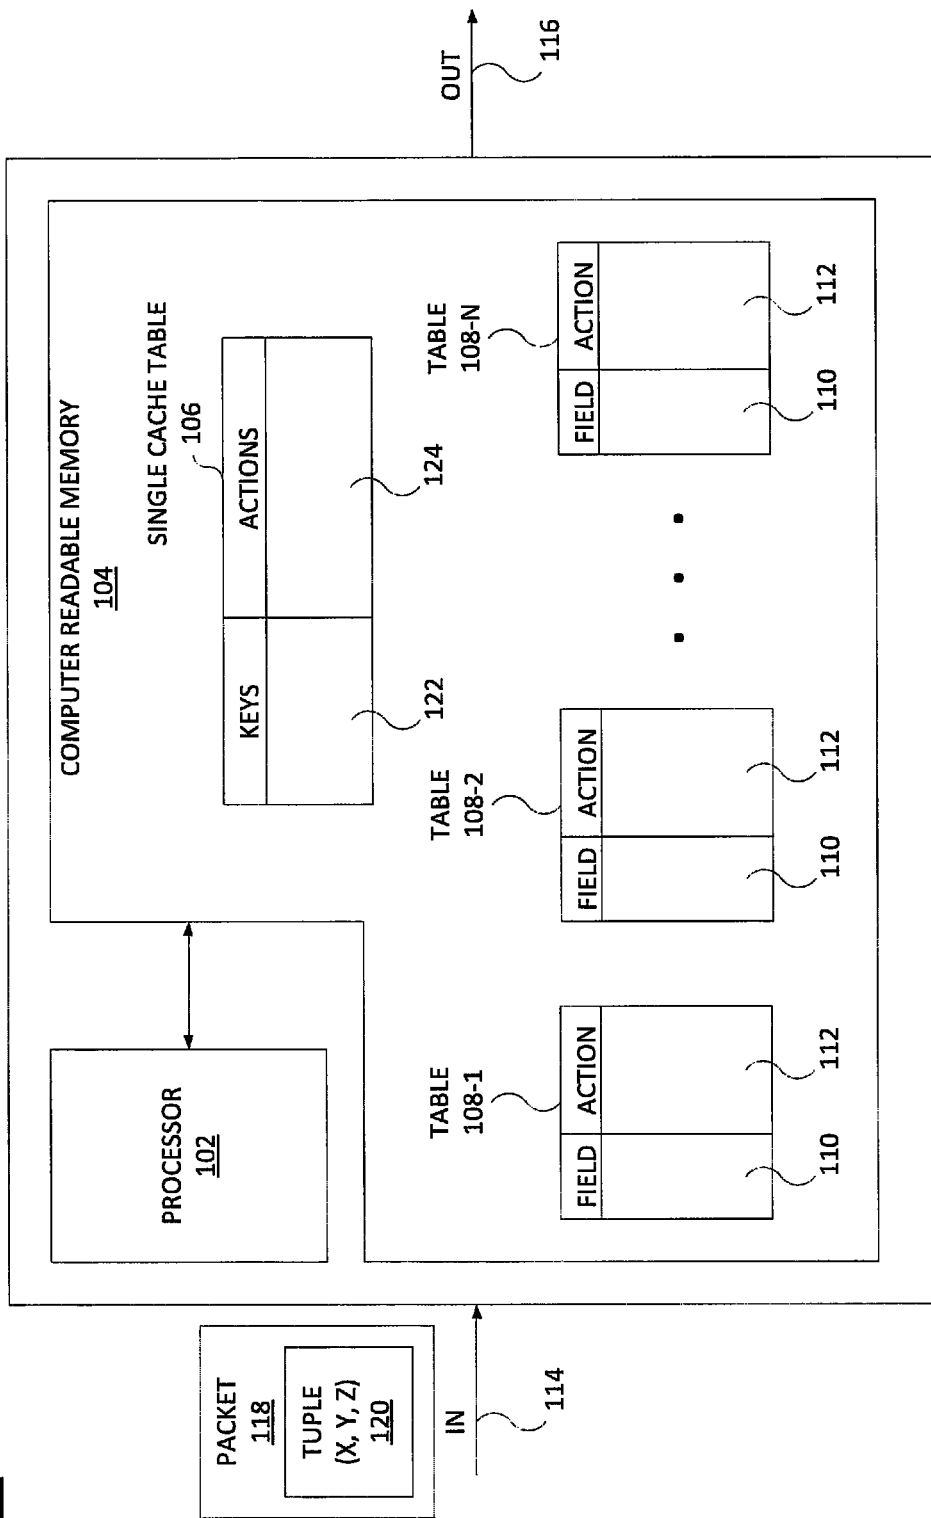 PACKET
118
TUPLE
(X, Y, Z)
120
IN
114
PROCESSOR
102
COMPUTER READABLE MEMORY
104
SINGLE CACHE TABLE
106
KEYS
ACTIONS
122
124
TABLE
108-1
FIELD
ACTION
110
112
TABLE
108-2
FIELD
ACTION
110
112
TABLE
108-N
FIELD
ACTION
110
112
OUT
116